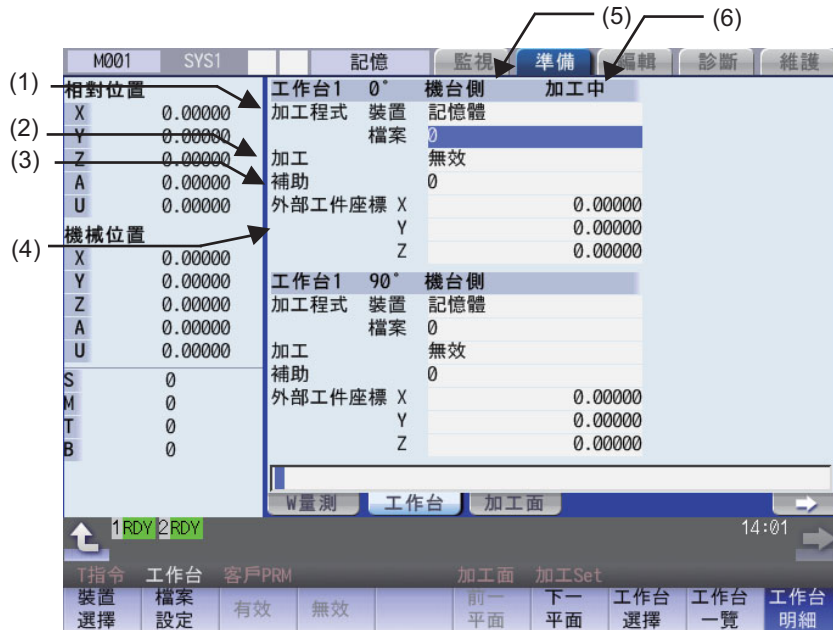 (5) (6)
M001 SYS1 記憶 監視 準備 編輯 診斷 維護
(1)
(2)
(3)
(4)
相對位置
X 0.00000
Y 0.00000
Z 0.00000
A 0.00000
U 0.00000
機械位置
X 0.00000
Y 0.00000
Z 0.00000
A 0.00000
U 0.00000
S 0
M 0
T 0
B 0
工作台1 0° 機台側 加工中
加工程式 裝置 記憶體
檔案 0
加工 無效
補助 0
外部工件座標 X 0.00000
Y 0.00000
Z 0.00000
工作台1 90° 機台側
加工程式 裝置 記憶體
檔案 0
加工 無效
補助 0
外部工件座標 X 0.00000
Y 0.00000
Z 0.00000
W量測 工作台 加工面
1RDY 2RDY 14:01
T指令 工作台 客戶PRM 加工面 加工Set
裝置 檔案 前一 下一 工作台 工作台 工作台
選擇 設定 有效 無效 平面 平面 選擇 一覽 明細